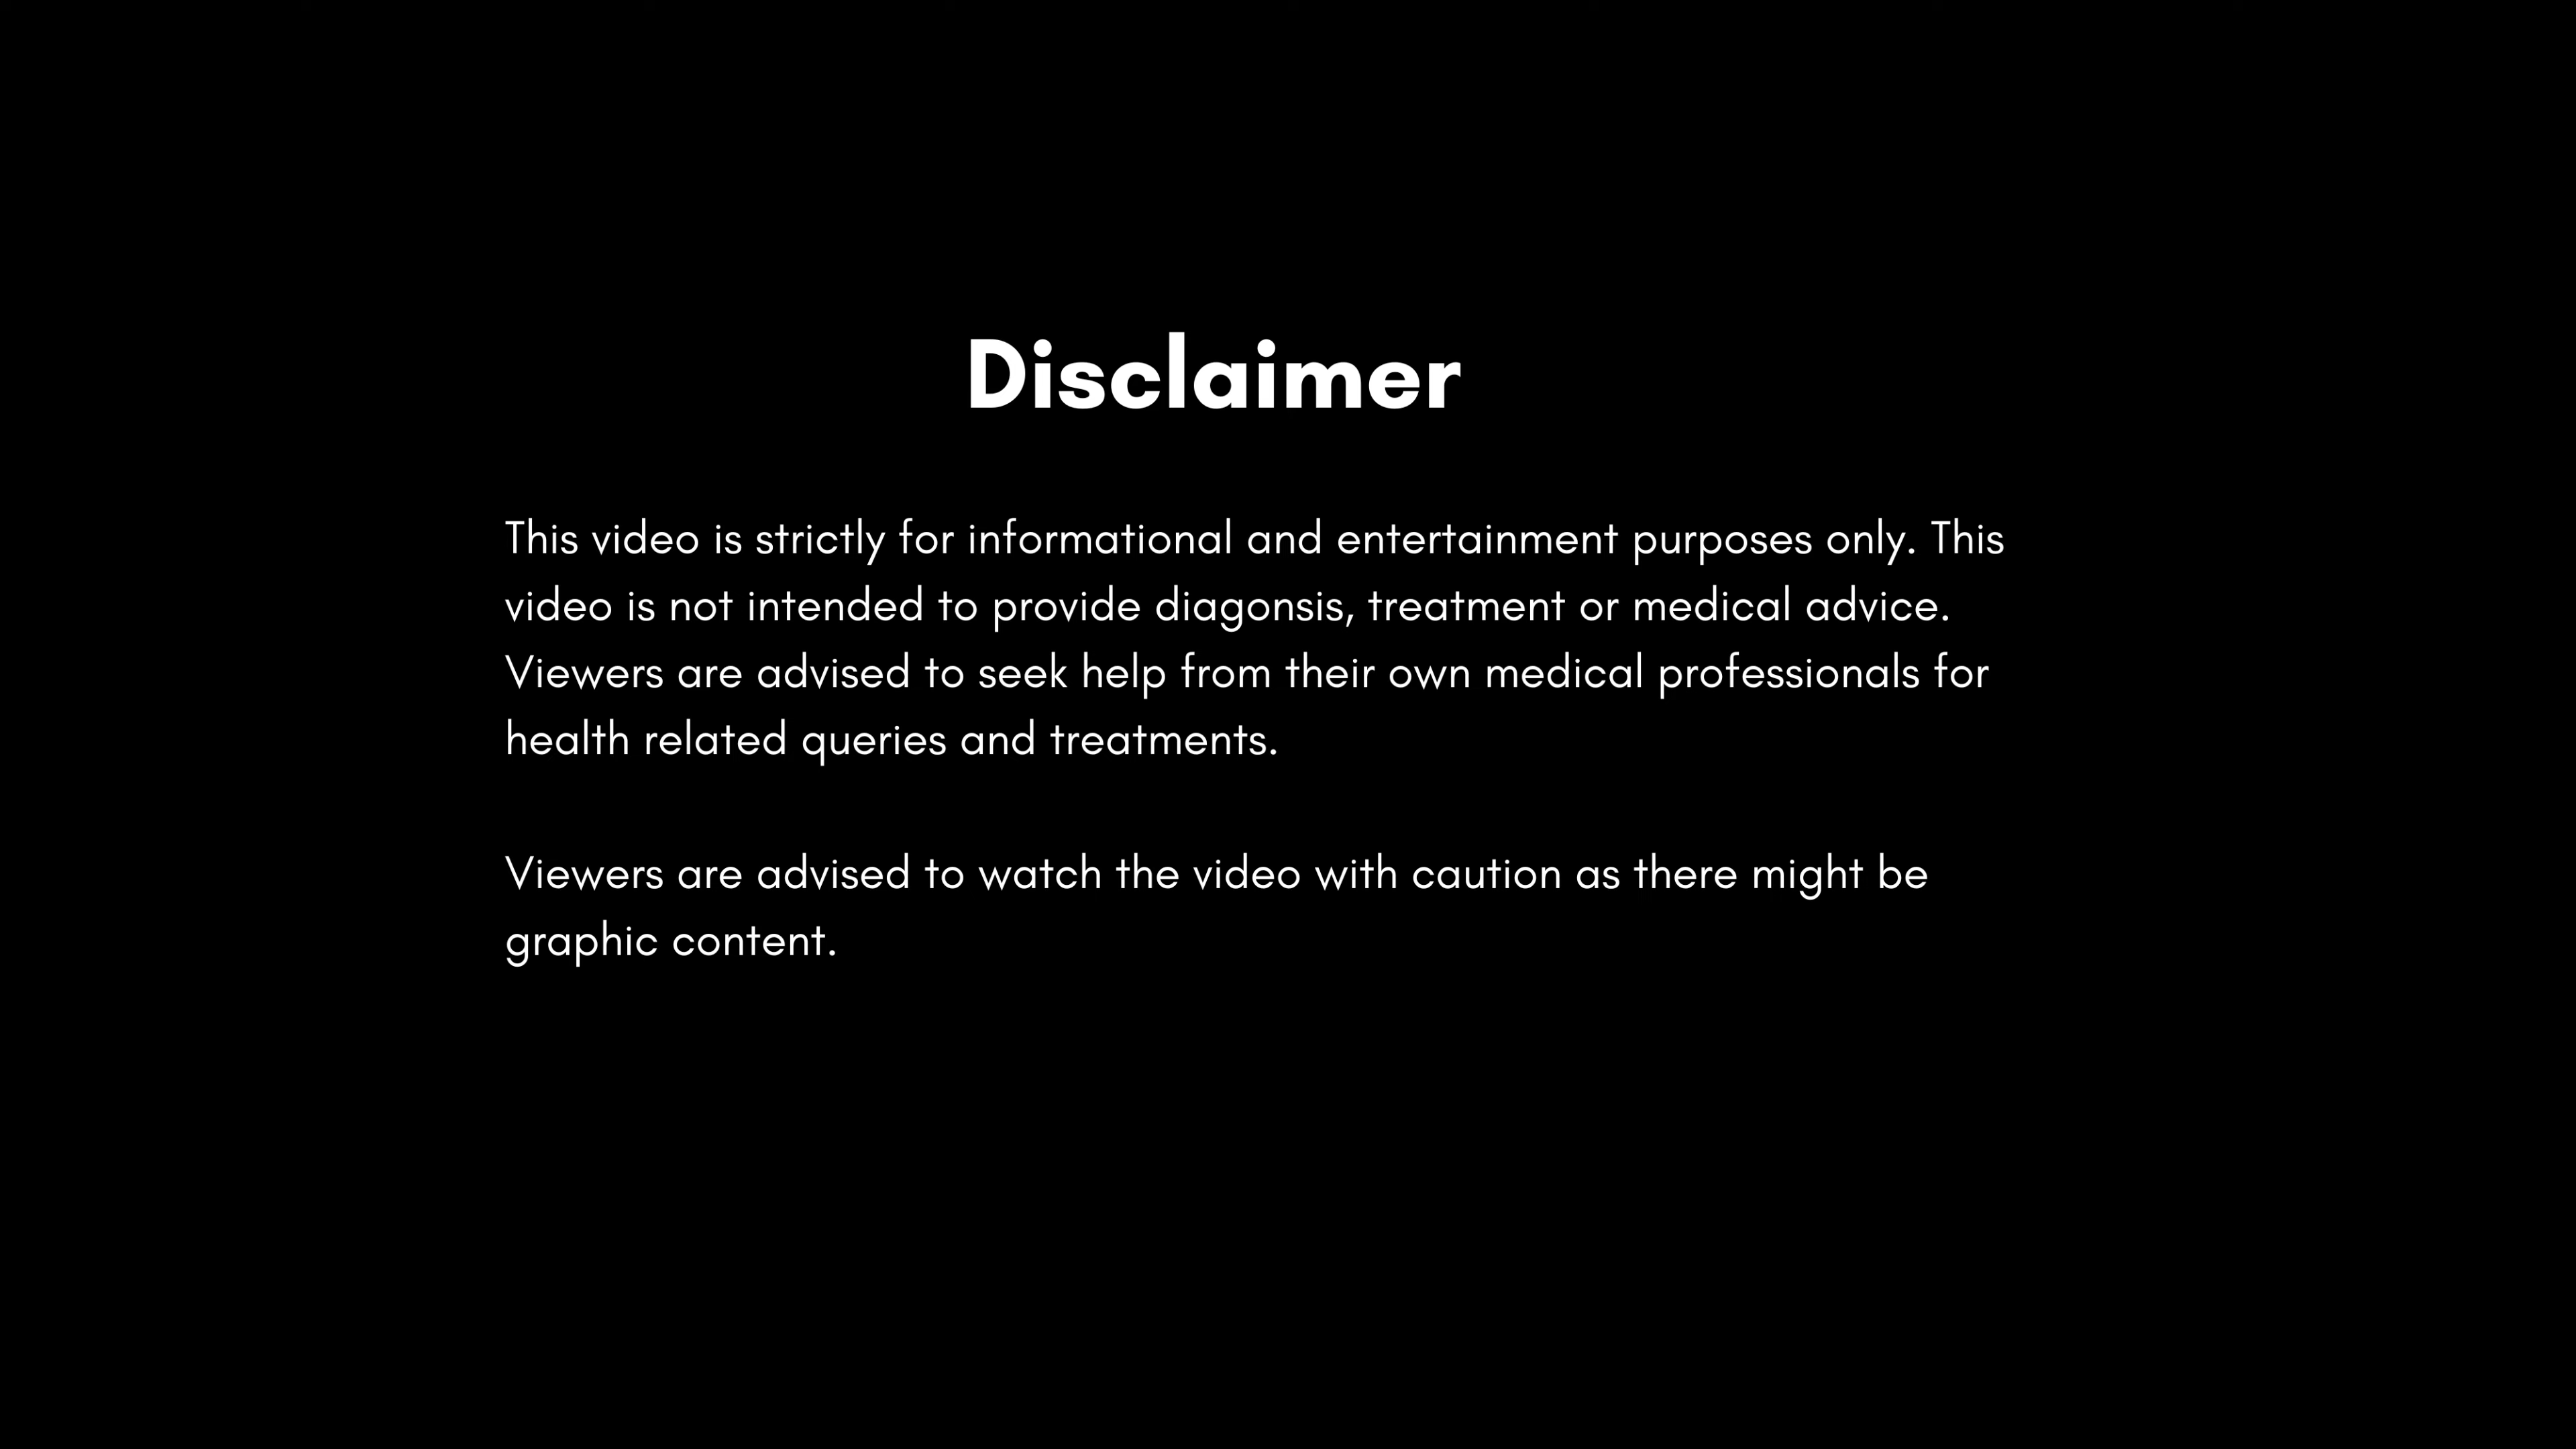 Disclaimer
This video is strictly for informational and entertainment purposes only. This
video is not intended to provide diagonsis, treatment or medical advice.
Viewers are advised to seek help from their own medical professionals for
health related queries and treatments.
Viewers are advised to watch the video with caution as there might be
graphic content.